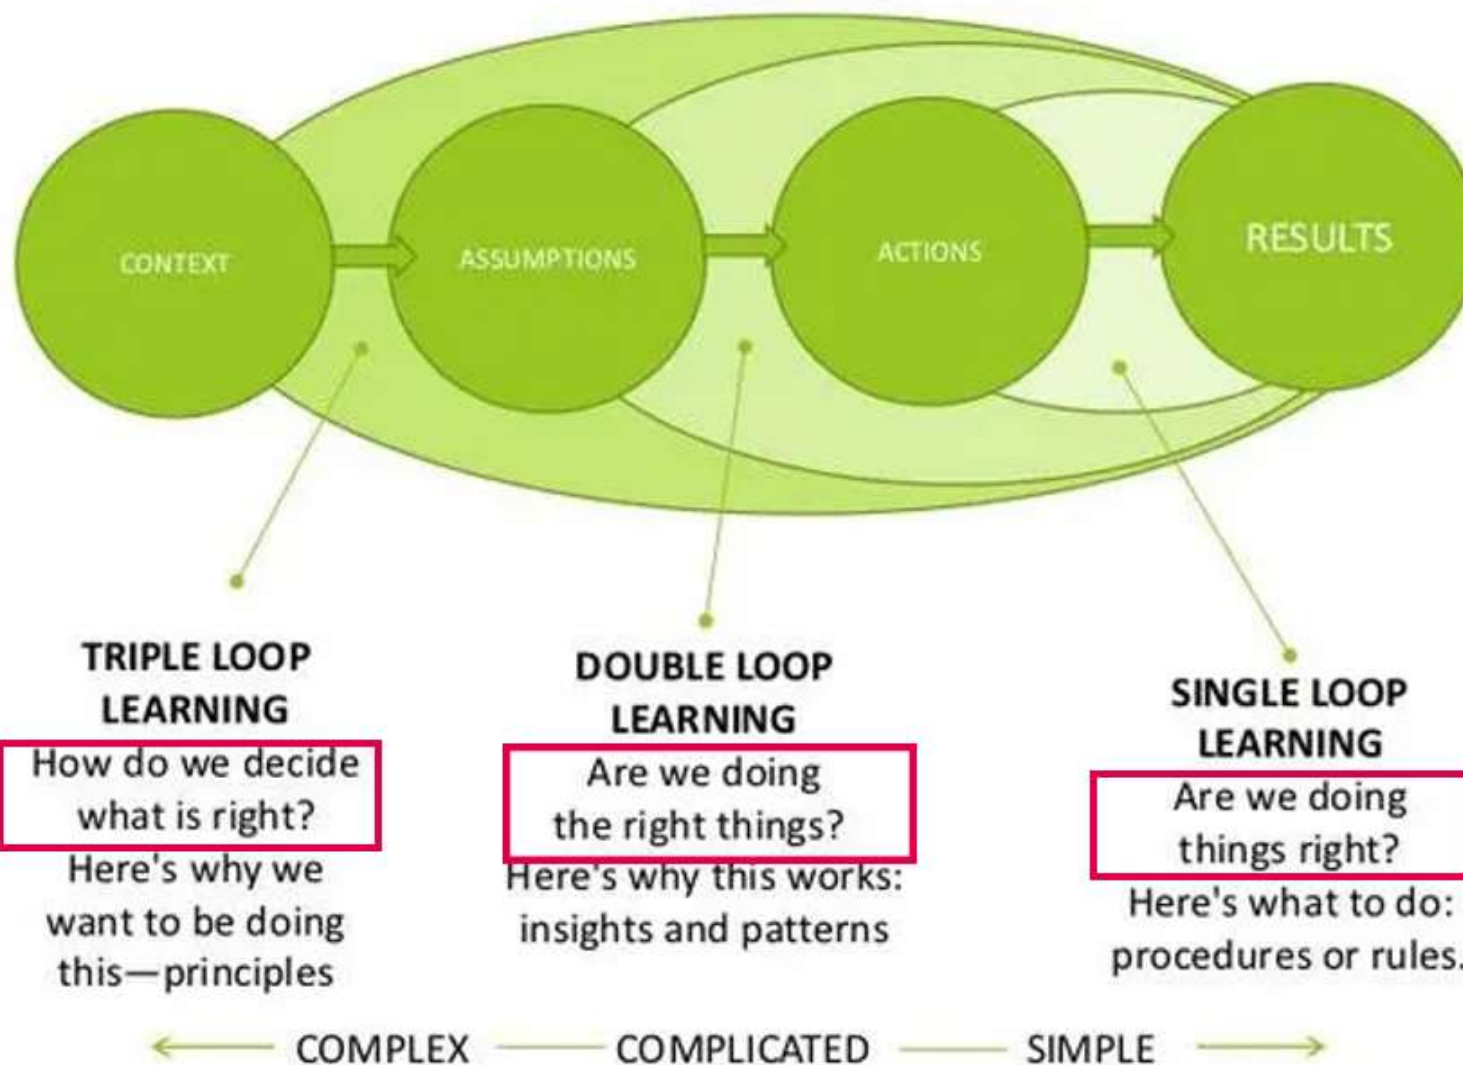 CONTEXT
ASSUMPTIONS
ACTIONS
RESULTS
TRIPLE LOOP
LEARNING
How do we decide
what is right?
Here's why we
want to be doing
this—principles
DOUBLE LOOP
LEARNING
Are we doing
the right things?
Here's why this works:
insights and patterns
SINGLE LOOP
LEARNING
Are we doing
things right?
Here's what to do:
procedures or rules.
COMPLEX
COMPLICATED
SIMPLE